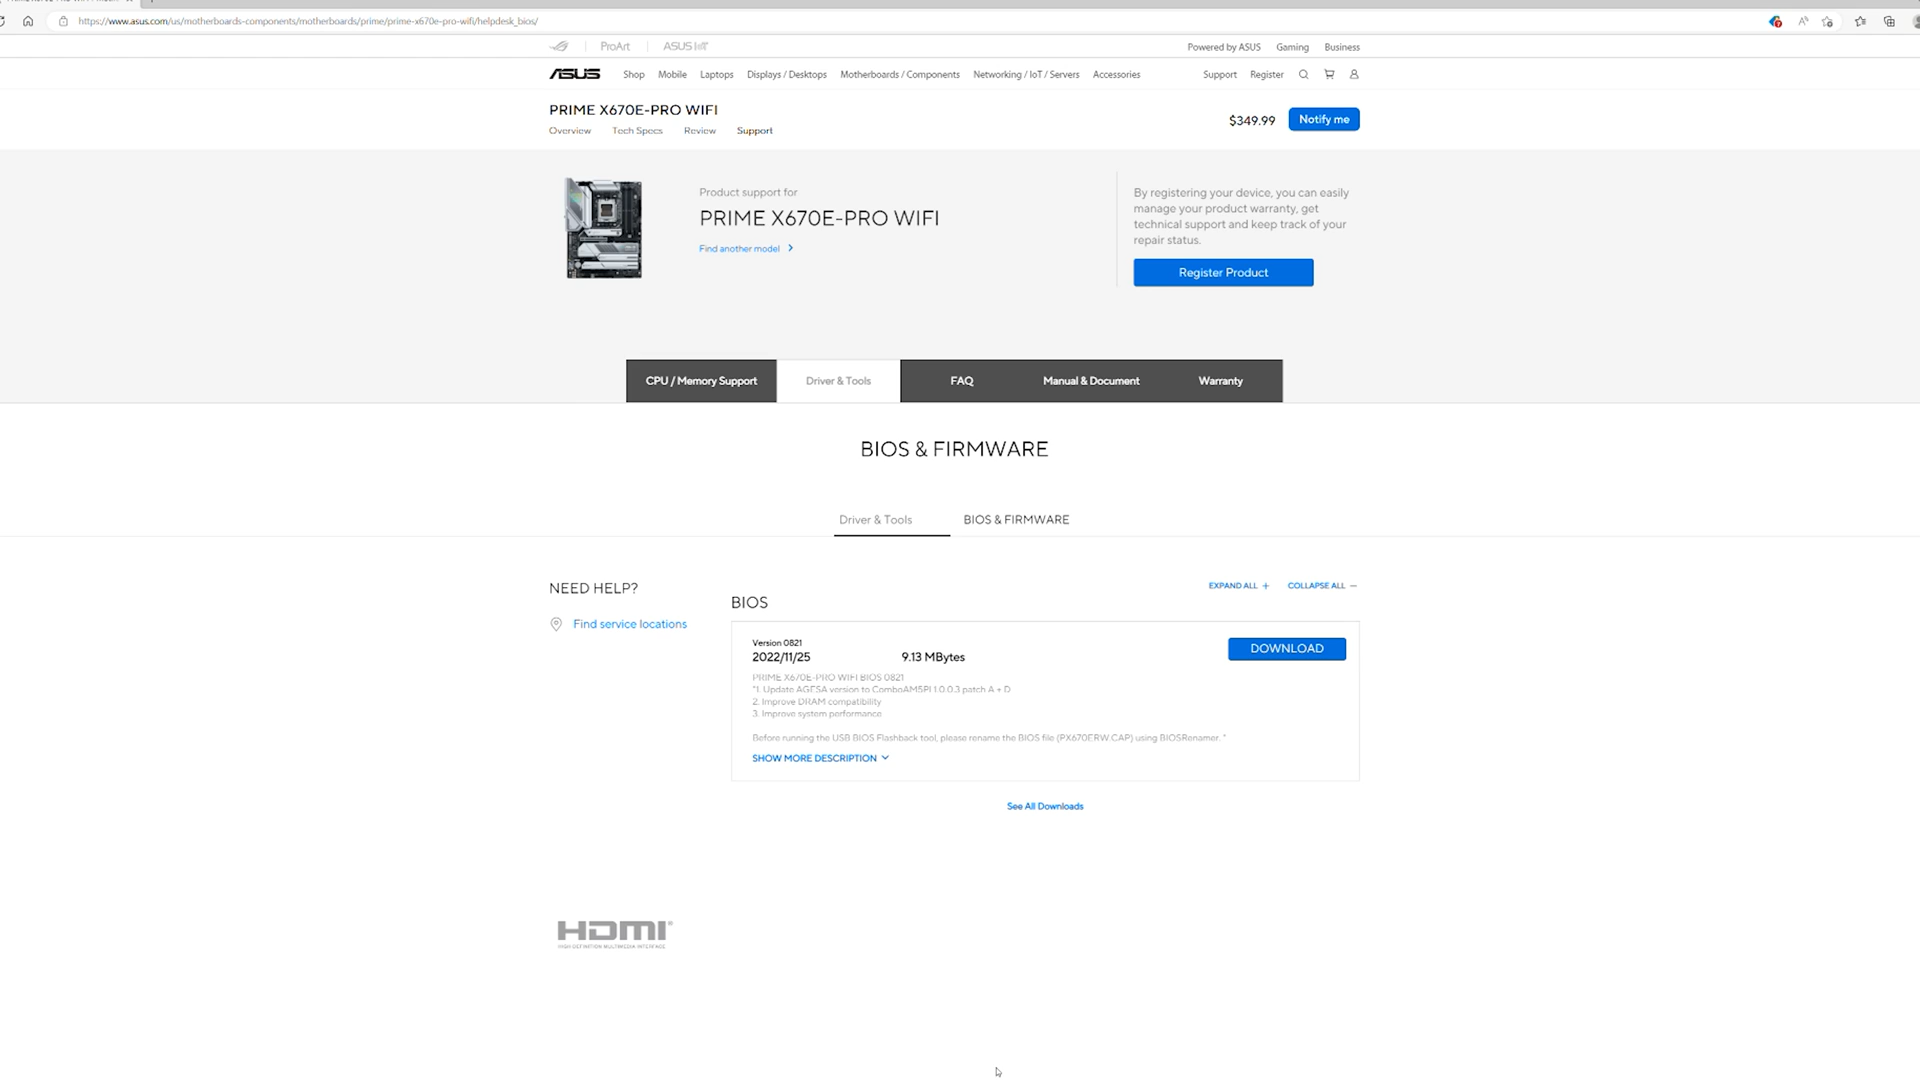 https://www.asus.com/us/motherboards-components/motherboards/prime/prime-x670e-pro-wifi/helpdesk_bios/
ProArt
ASUS
Powered by ASUS
Gaming
Business
ASUS
Shop
Mobile
Laptops
Displays / Desktops
Motherboards / Components
Networking / IoT / Servers
Accessories
Support
Register
PRIME X670E-PRO WIFI
$349.99
Notify me
Overview
Tech Specs
Review
Support
Product support for
PRIME X670E-PRO WIFI
Find another model
By registering your device, you can easily
manage your product warranty, get
technical support and keep track of your
repair status.
Register Product
CPU / Memory Support
Driver & Tools
FAQ
Manual & Document
Warranty
BIOS & FIRMWARE
Driver & Tools
BIOS & FIRMWARE
NEED HELP?
Find service locations
EXPAND ALL +
COLLAPSE ALL −
BIOS
Version 0821
2022/11/25
9.13 MBytes
DOWNLOAD
PRIME X670E-PRO WIFI BIOS 0821
"1. Update AGESA version to ComboAM5PI 1.0.0.3 patch A + D
2. Improve DRAM compatibility
3. Improve system performance
Before running the USB BIOS Flashback tool, please rename the BIOS file (PX670ERW.CAP) using BIOSRenamer. "
SHOW MORE DESCRIPTION
See All Downloads
HDMI®
HIGH-DEFINITION MULTIMEDIA INTERFACE